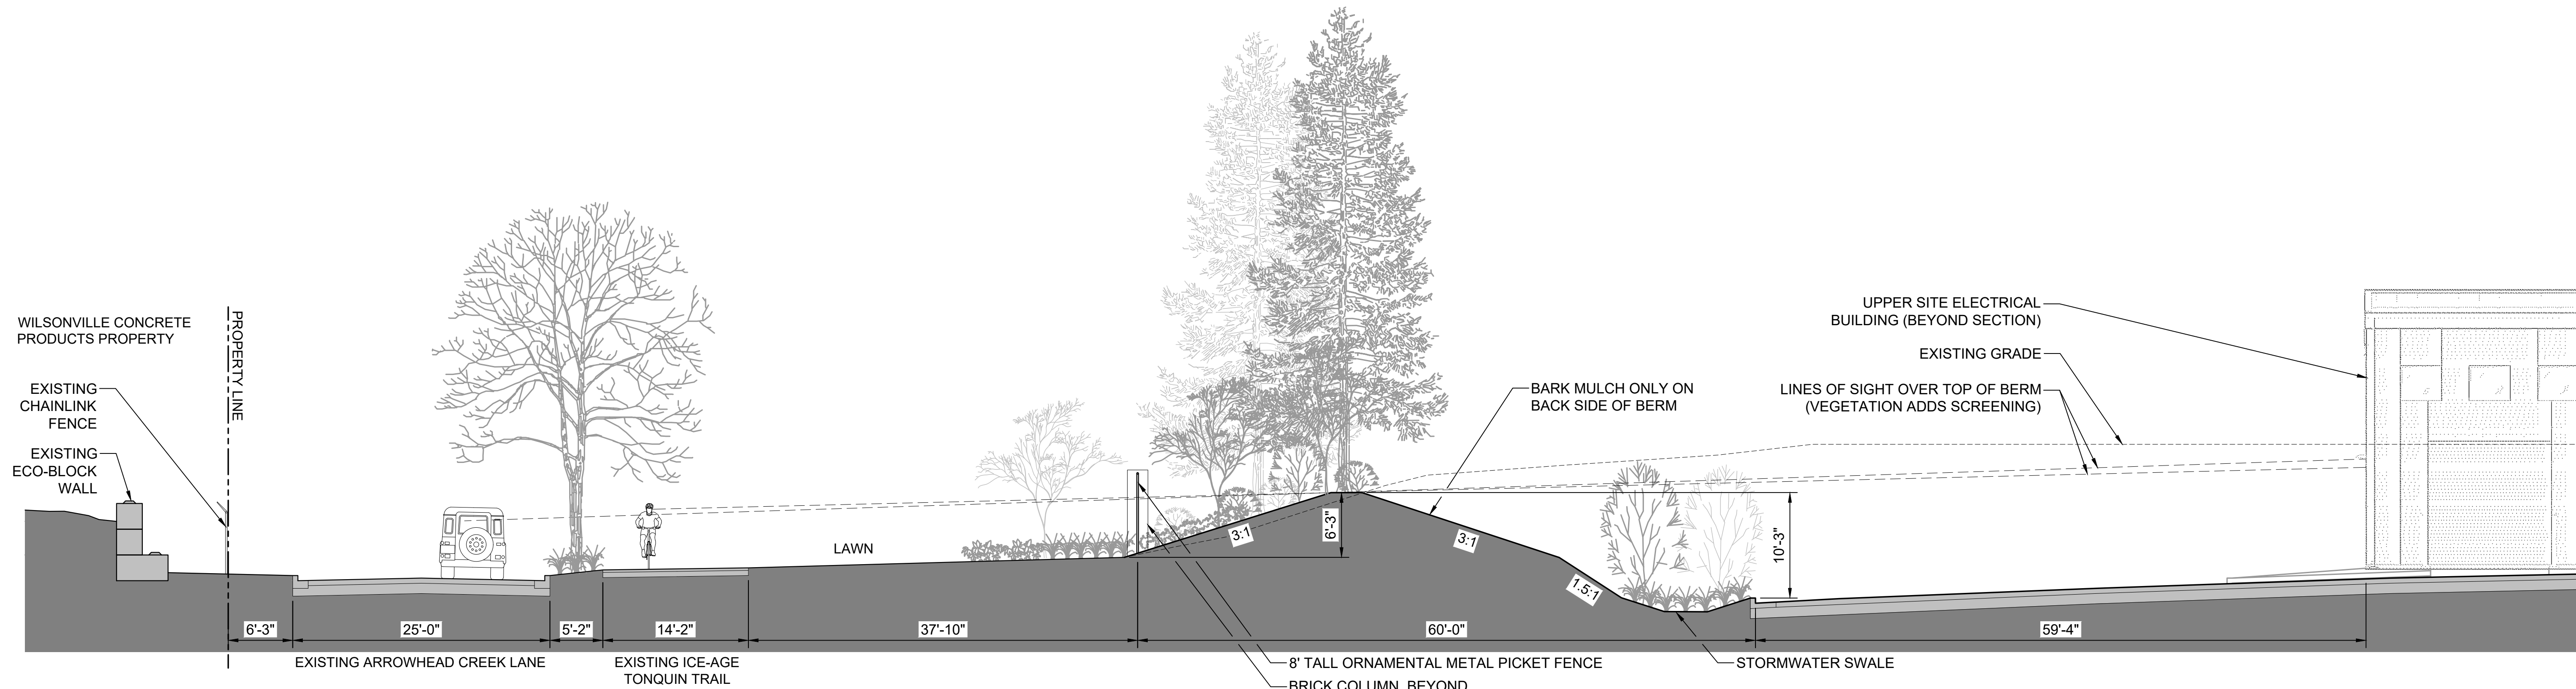 WILSONVILLE CONCRETE
PRODUCTS PROPERTY
EXISTING
CHAINLINK
FENCE
EXISTING
ECO-BLOCK
WALL
PROPERTY LINE
LAWN
3:1
6'-3"
3:1
1.5:1
10'-3"
BARK MULCH ONLY ON
BACK SIDE OF BERM
UPPER SITE ELECTRICAL
BUILDING (BEYOND SECTION)
EXISTING GRADE
LINES OF SIGHT OVER TOP OF BERM
(VEGETATION ADDS SCREENING)
6'-3"
25'-0"
5'-2"
14'-2"
37'-10"
60'-0"
59'-4"
EXISTING ARROWHEAD CREEK LANE
EXISTING ICE-AGE
TONQUIN TRAIL
8' TALL ORNAMENTAL METAL PICKET FENCE
BRICK COLUMN, BEYOND
STORMWATER SWALE